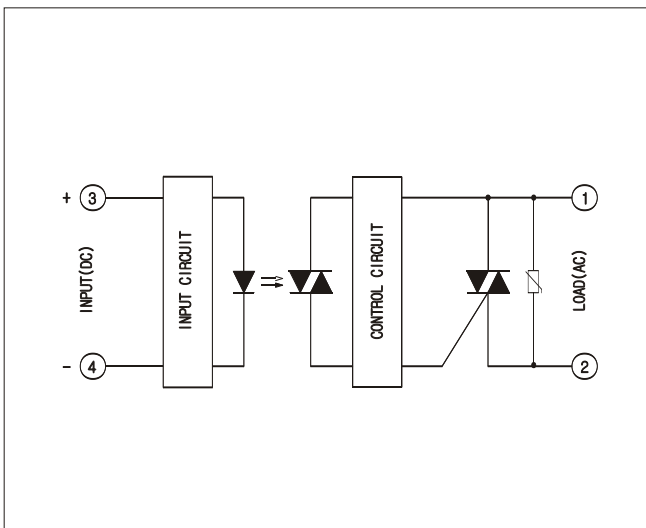 + 3
INPUT(DC)
- 4
INPUT CIRCUIT
CONTROL CIRCUIT
1
LOAD(AC)
2